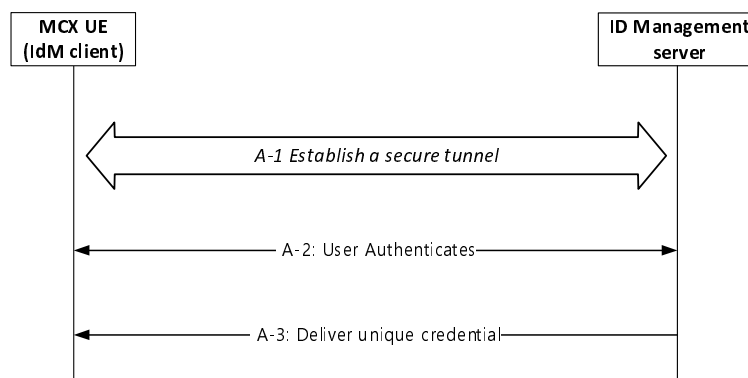 MCX UE
(IdM client)
ID Management
server
A-1 Establish a secure tunnel
A-2: User Authenticates
A-3: Deliver unique credential